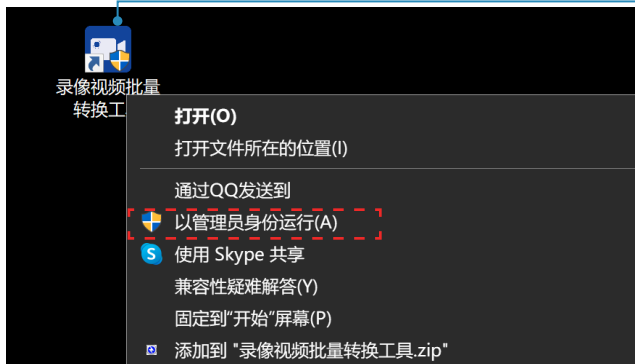 录像视频批量
转换工
打开(O)
打开文件所在的位置(I)
通过QQ发送到
以管理员身份运行(A)
使用 Skype 共享
兼容性疑难解答(Y)
固定到"开始"屏幕(P)
添加到 "录像视频批量转换工具.zip"